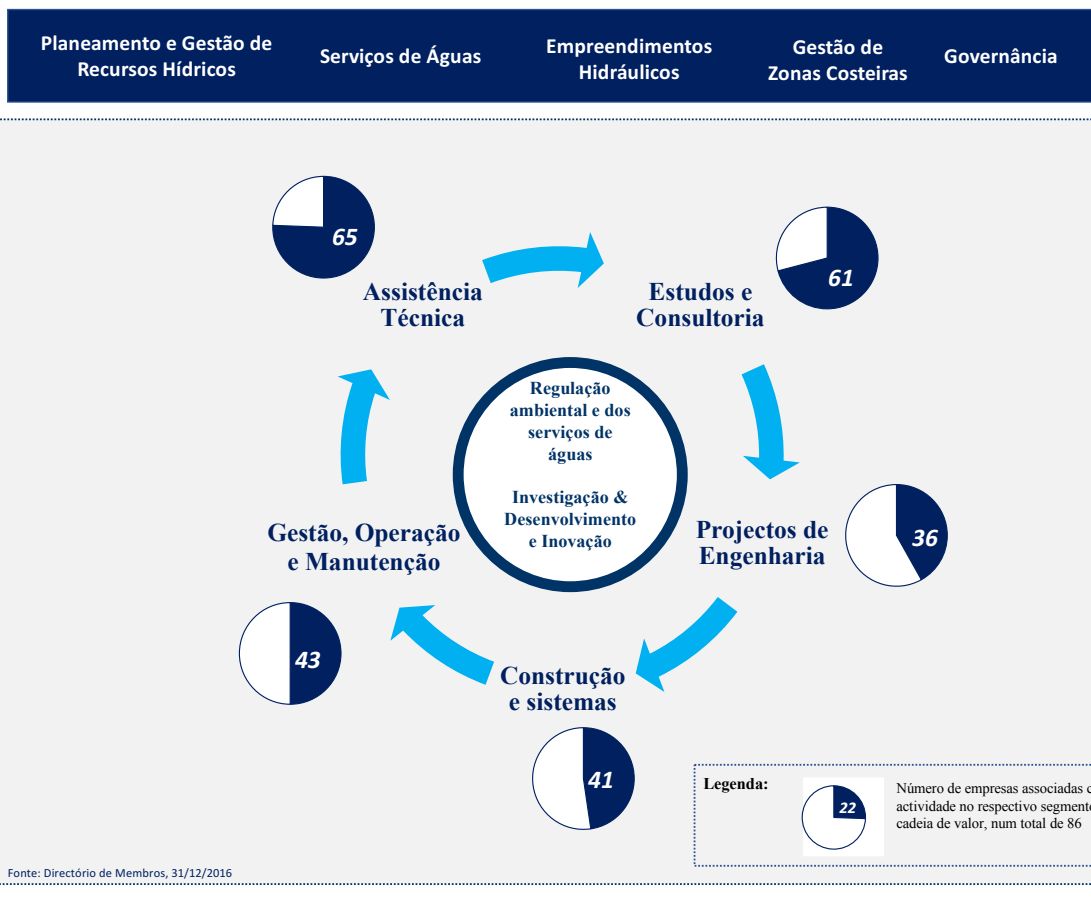 Planeamento e Gestão de
Recursos Hídricos
Serviços de Águas
Empreendimentos
Hidráulicos
Gestão de
Zonas Costeiras
Governância
65
Assistência
Técnica
61
Estudos e
Consultoria
Regulação
ambiental e dos
serviços de
águas
Investigação &
Desenvolvimento
e Inovação
Gestão, Operação
e Manutenção
Projectos de
Engenharia
36
43
Construção
e sistemas
41
Legenda:
22
Número de empresas associadas
actividade no respectivo
cadeia de valor, num total de 86
Fonte: Directório de Membros, 31/12/2016